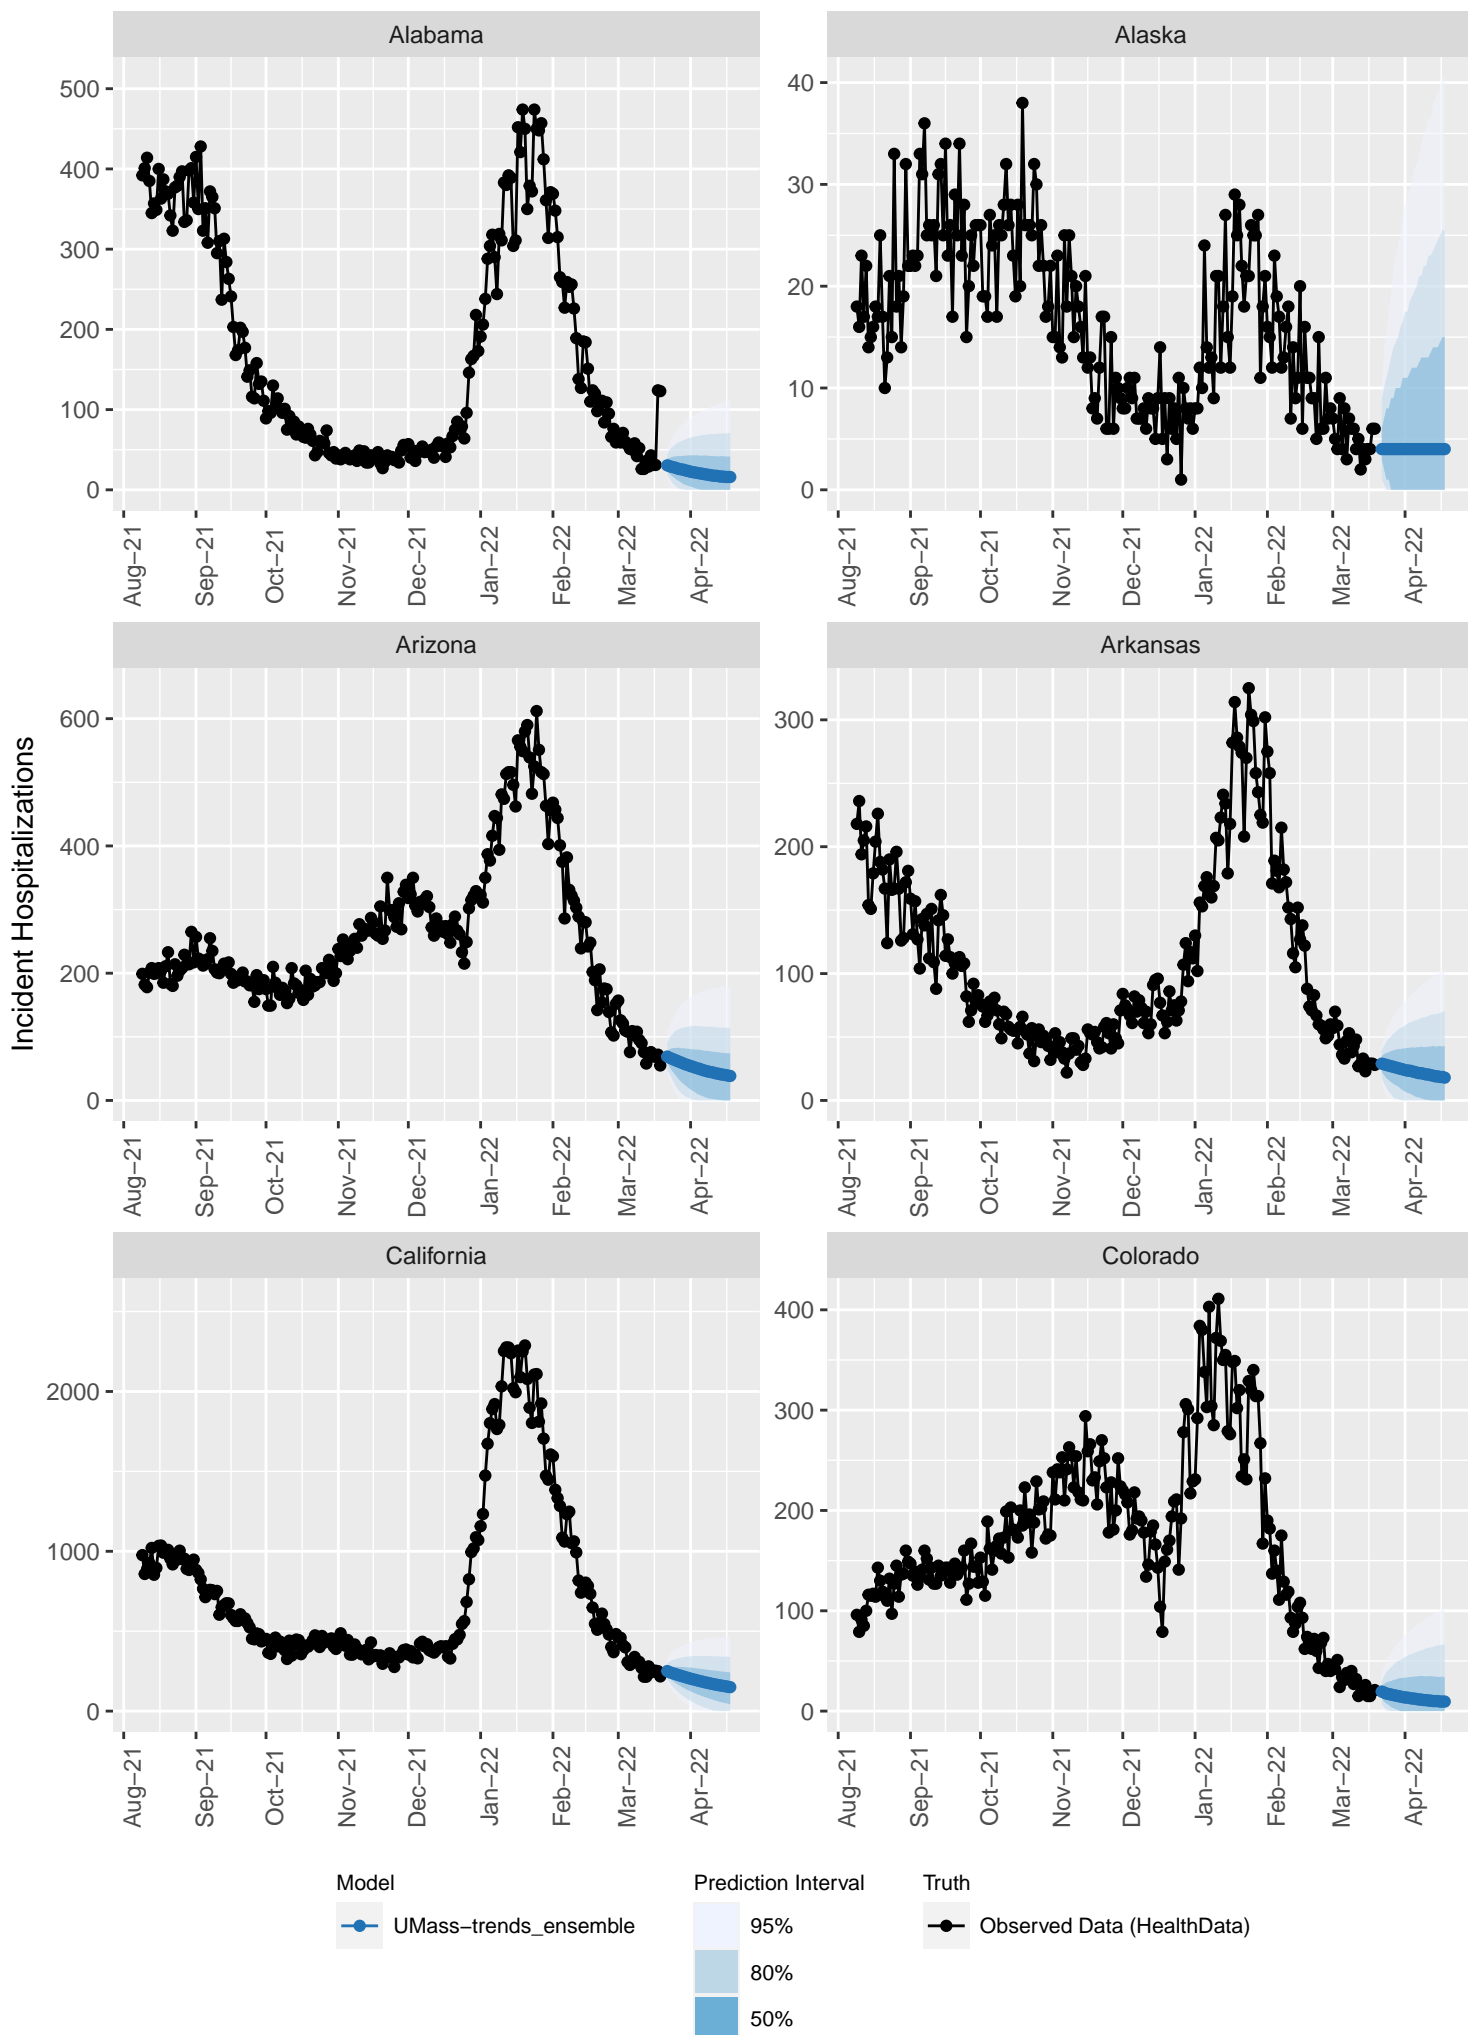 Alabama
Alaska
500
400
300
200
100
0
40
30
20
10
0
Aug−21
Sep−21
Oct−21
Nov−21
Dec−21
Jan−22
Feb−22
Mar−22
Apr−22
Aug−21
Sep−21
Oct−21
Nov−21
Dec−21
Jan−22
Feb−22
Mar−22
Apr−22
Incident Hospitalizations
Arizona
Arkansas
600
400
200
0
300
200
100
0
Aug−21
Sep−21
Oct−21
Nov−21
Dec−21
Jan−22
Feb−22
Mar−22
Apr−22
Aug−21
Sep−21
Oct−21
Nov−21
Dec−21
Jan−22
Feb−22
Mar−22
Apr−22
California
Colorado
2000
1000
0
400
300
200
100
0
Aug−21
Sep−21
Oct−21
Nov−21
Dec−21
Jan−22
Feb−22
Mar−22
Apr−22
Aug−21
Sep−21
Oct−21
Nov−21
Dec−21
Jan−22
Feb−22
Mar−22
Apr−22
Model
UMass−trends_ensemble
Prediction Interval
95%
80%
50%
Truth
Observed Data (HealthData)